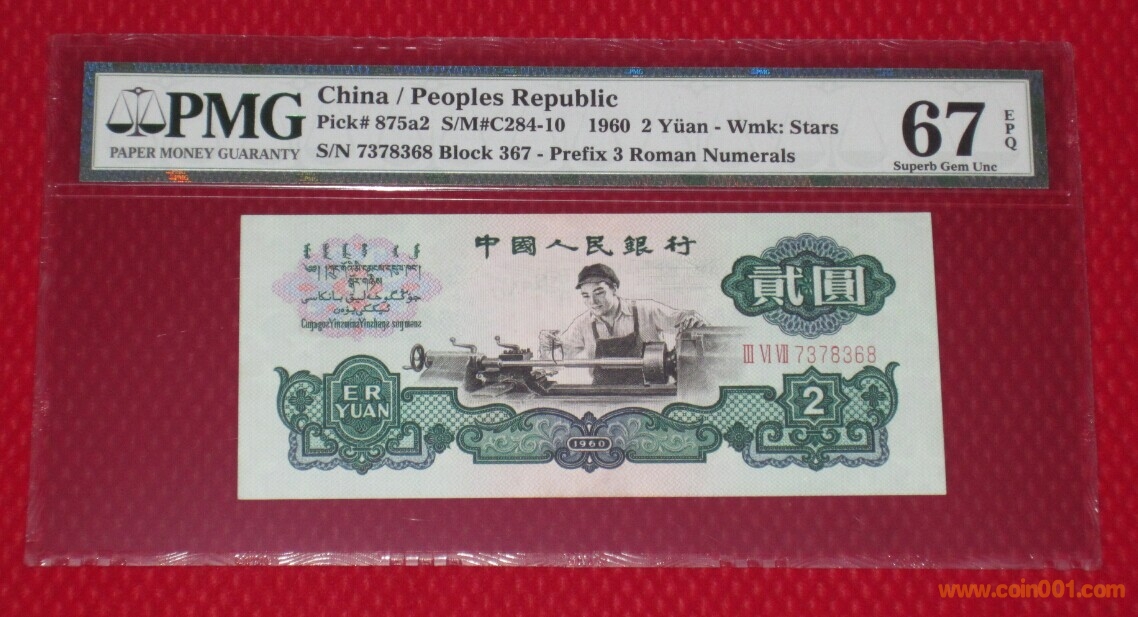 PMG
PAPER MONEY GUARANTY
China / Peoples Republic
Pick# 875a2 S/M#C284-10 1960 2 Yüan - Wmk: Stars
S/N 7378368 Block 367 - Prefix 3 Roman Numerals
67
EPQ
Superb Gem Unc
中國人民銀行
貳圓
III VI VII 7378368
ER
YUAN
2
1960
www.coin001.com